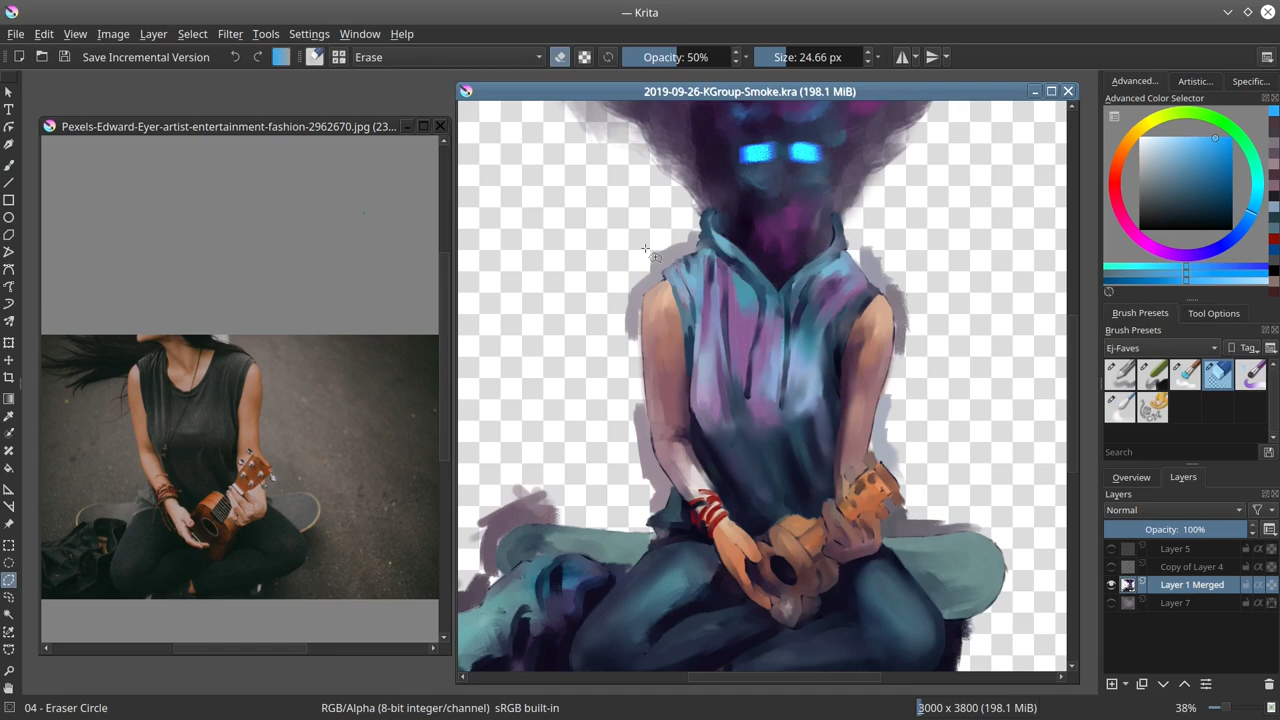 — Krita
File Edit View Image Layer Select Filter Tools Settings Window Help
Save Incremental Version Erase Opacity: 50% Size: 24.66 px
Pexels-Edward-Eyer-artist-entertainment-fashion-2962670.jpg (23...
2019-09-26-KGroup-Smoke.kra (198.1 MiB)
Advanced... Artistic... Specific...
Advanced Color Selector
Brush Presets Tool Options
Brush Presets
Ej-Faves Tag
Search
Overview Layers
Layers
Normal
Opacity: 100%
Layer 5
Copy of Layer 4
Layer 1 Merged
Layer 7
04 - Eraser Circle RGB/Alpha (8-bit integer/channel) sRGB built-in 3000 x 3800 (198.1 MiB) 38%